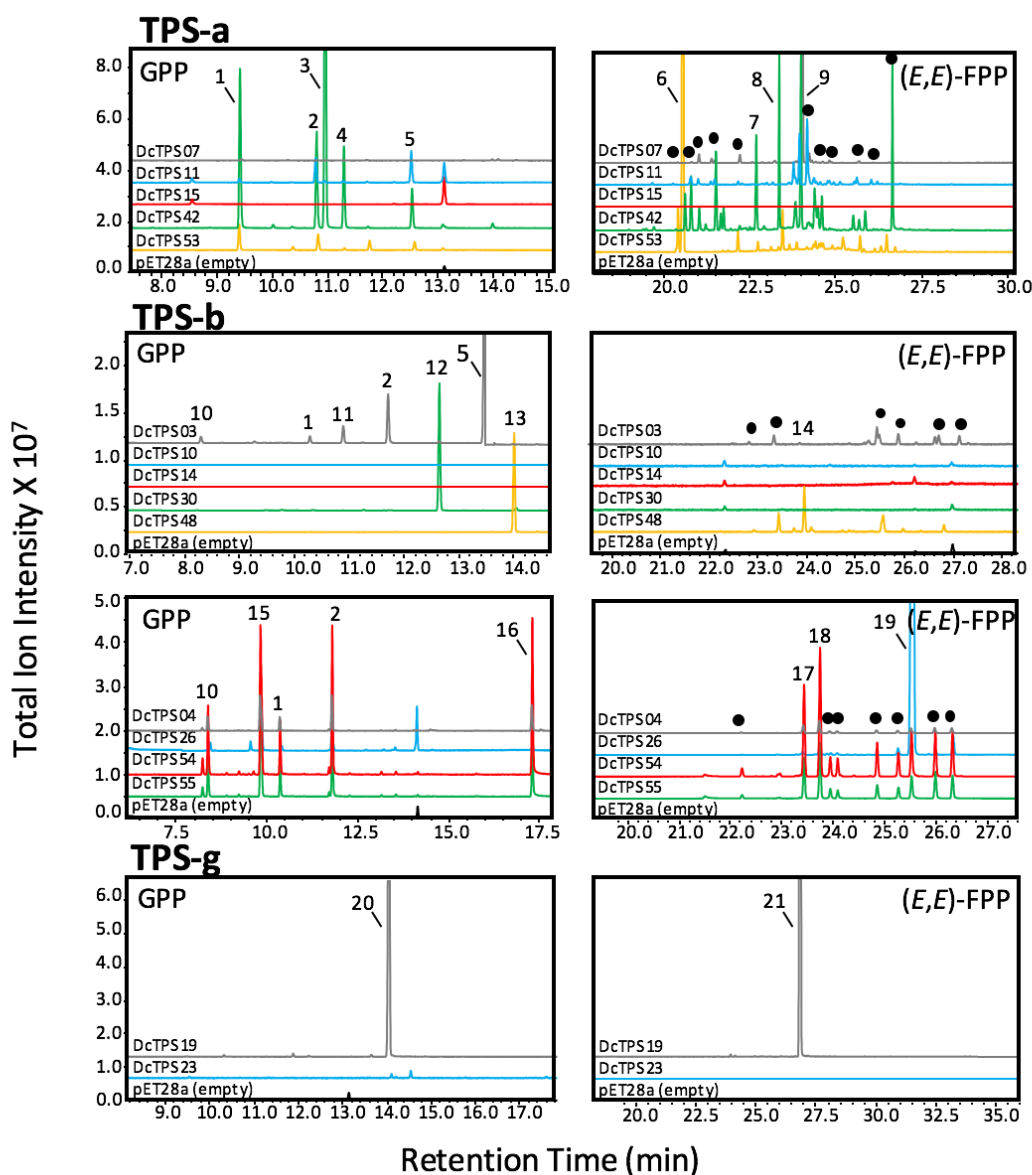 TPS-a
GPP
8.0
6.0
4.0
2.0
0.0
1
3
2
4
5
DcTPS07
DcTPS11
DcTPS15
DcTPS42
DcTPS53
pET28a (empty)
7.0 8.0 9.0 10.0 11.0 12.0 13.0 14.0 15.0
(E,E)-FPP
6
8
9
7
DcTPS07
DcTPS11
DcTPS15
DcTPS42
DcTPS53
pET28a (empty)
20.0 22.5 25.0 27.5 30.0
TPS-b
GPP
2.0
1.5
1.0
0.5
0.0
10
1
11
2
5
12
13
DcTPS03
DcTPS10
DcTPS14
DcTPS30
DcTPS48
pET28a (empty)
7.0 8.0 9.0 10.0 11.0 12.0 13.0 14.0
(E,E)-FPP
14
DcTPS03
DcTPS10
DcTPS14
DcTPS30
DcTPS48
pET28a (empty)
20.0 21.0 22.0 23.0 24.0 25.0 26.0 27.0 28.0
GPP
5.0
4.0
3.0
2.0
1.0
0.0
10
15
1
2
16
DcTPS04
DcTPS26
DcTPS54
DcTPS55
pET28a (empty)
7.5 10.0 12.5 15.0 17.5
(E,E)-FPP
17
18
19
DcTPS04
DcTPS26
DcTPS54
DcTPS55
pET28a (empty)
20.0 21.0 22.0 23.0 24.0 25.0 26.0 27.0
TPS-g
GPP
6.0
5.0
4.0
3.0
2.0
1.0
0.0
20
DcTPS19
DcTPS23
pET28a (empty)
9.0 10.0 11.0 12.0 13.0 14.0 15.0 16.0 17.0
(E,E)-FPP
21
DcTPS19
DcTPS23
pET28a (empty)
20.0 22.5 25.0 27.5 30.0 32.5 35.0
Total Ion Intensity X 10⁷
Retention Time (min)